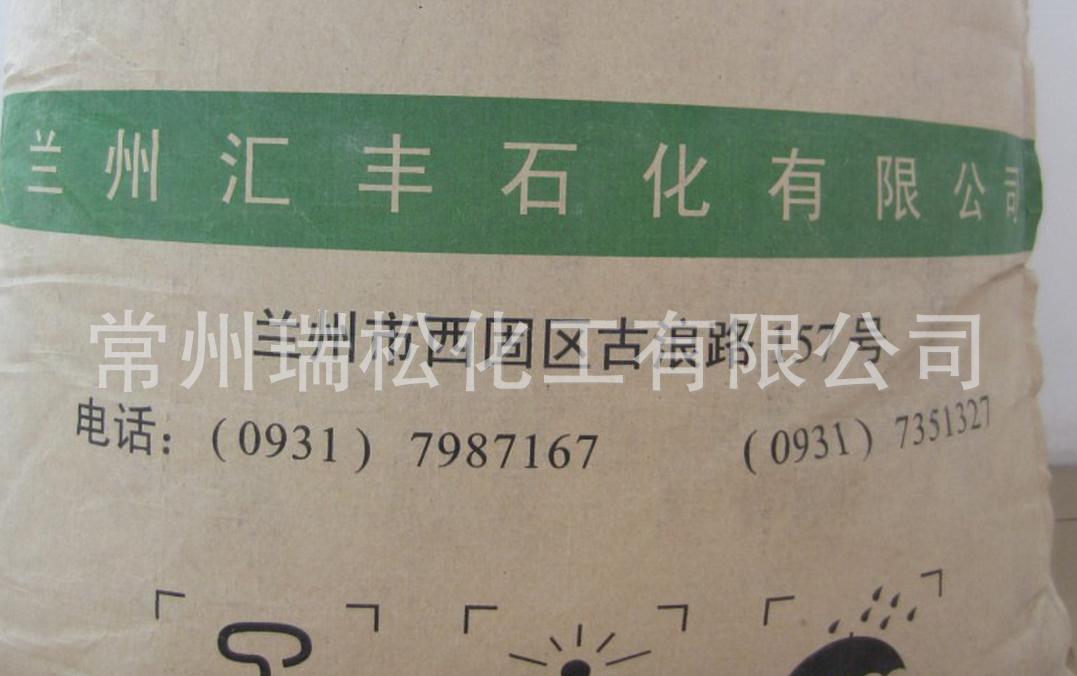 兰州汇丰石化有限公司
兰州市西固区古浪路157号
常州瑞松化工有限公司
电话：(0931) 7987167 (0931) 7351327